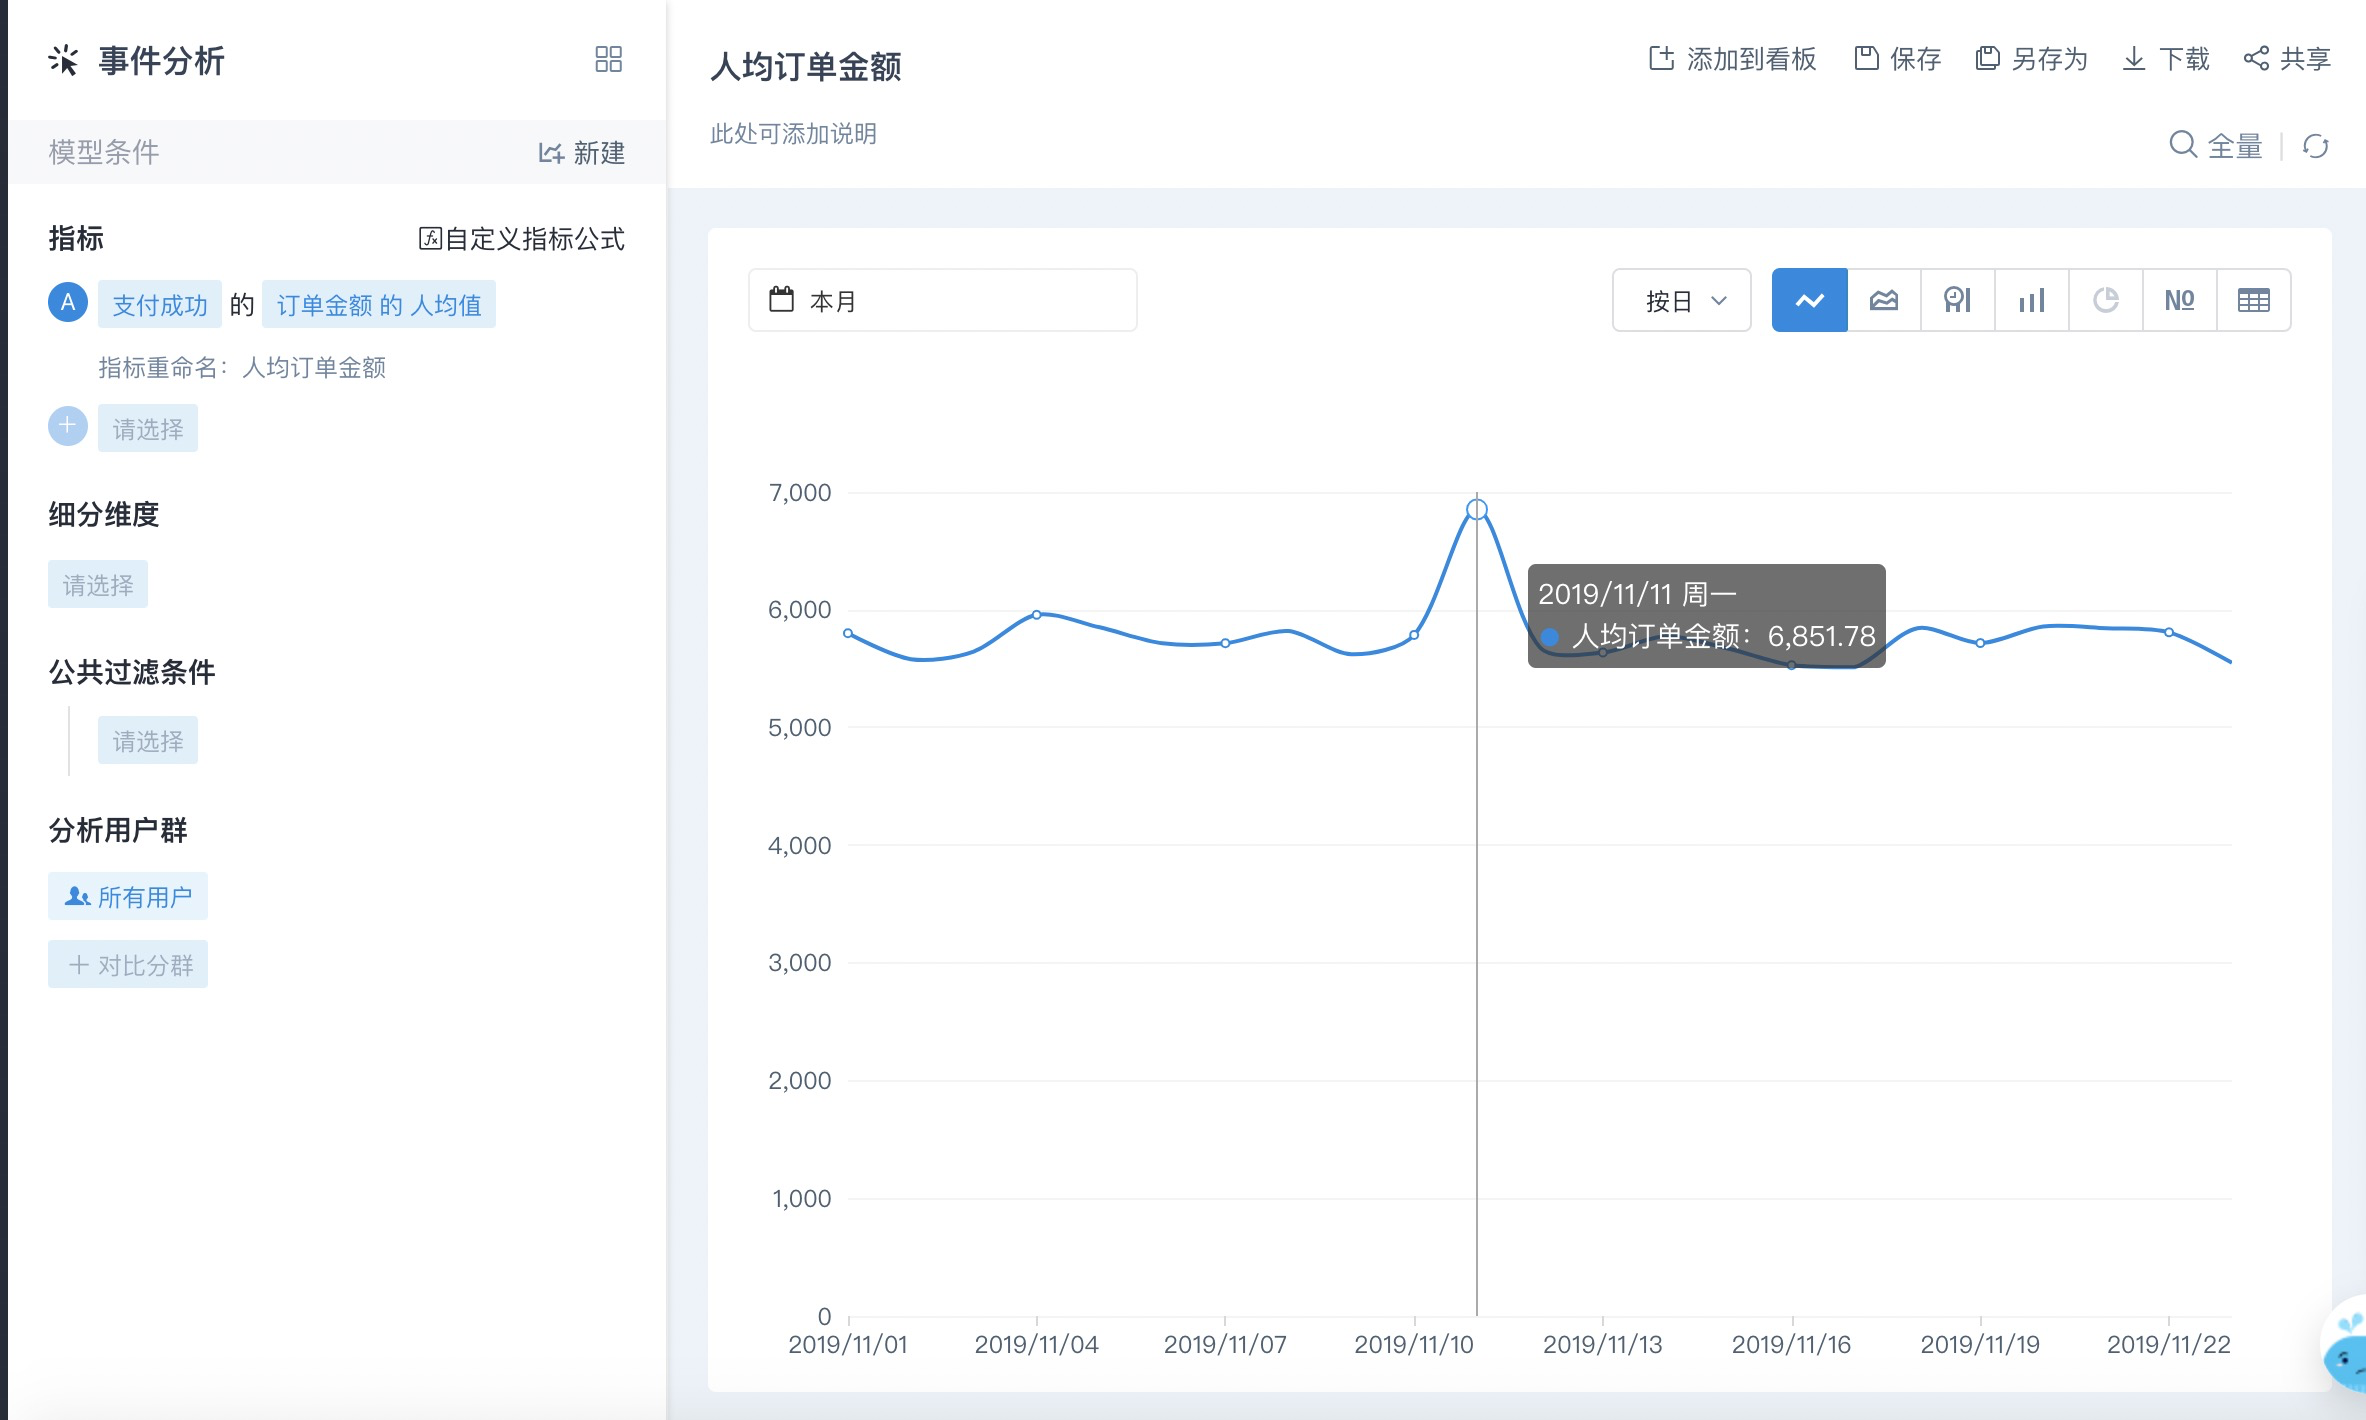 事件分析
模型条件 新建
指标 自定义指标公式
A 支付成功 的 订单金额 的 人均值
指标重命名：人均订单金额
请选择
细分维度
请选择
公共过滤条件
请选择
分析用户群
所有用户
对比分群
人均订单金额
添加到看板 保存 另存为 下载 共享
此处可添加说明
全量
本月
按日
№
7,000
6,000
5,000
4,000
3,000
2,000
1,000
0
2019/11/11 周一
人均订单金额：6,851.78
2019/11/01 2019/11/04 2019/11/07 2019/11/10 2019/11/13 2019/11/16 2019/11/19 2019/11/22